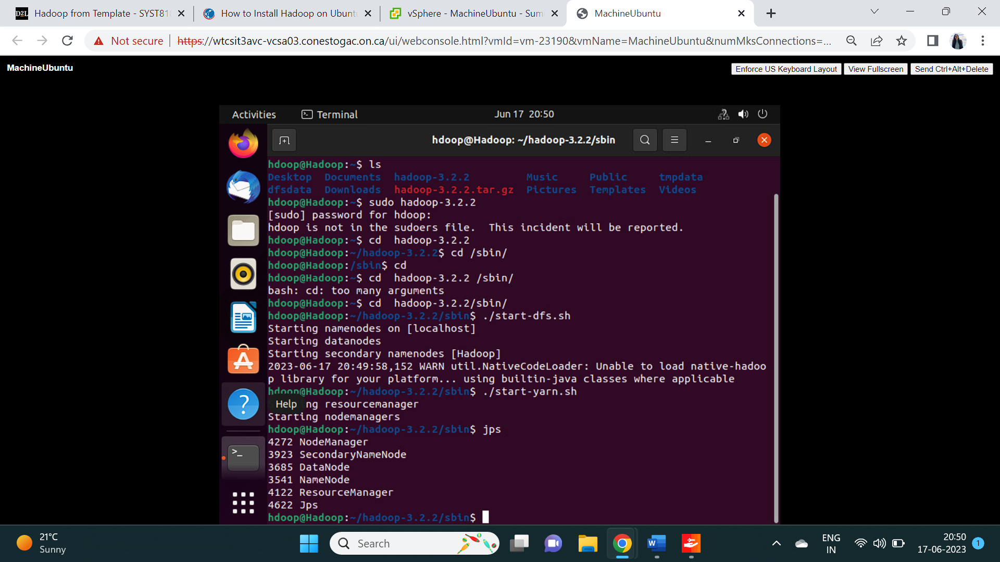 Hadoop from Template - SYST81
How to Install Hadoop on Ubunt
vSphere - MachineUbuntu - Sum
MachineUbuntu
Not secure
https://wtcsit3avc-vcsa03.conestogac.on.ca/ui/webconsole.html?vmId=vm-23190&vmName=MachineUbuntu&numMksConnections=...
MachineUbuntu
Enforce US Keyboard Layout View Fullscreen Send Ctrl+Alt+Delete
Activities Terminal Jun 17 20:50
hdoop@Hadoop: ~/hadoop-3.2.2/sbin
hdoop@Hadoop:~$ ls
Desktop Documents hadoop-3.2.2 Music Public tmpdata
dfsdata Downloads hadoop-3.2.2.tar.gz Pictures Templates Videos
hdoop@Hadoop:~$ sudo hadoop-3.2.2
[sudo] password for hdoop:
hdoop is not in the sudoers file.  This incident will be reported.
hdoop@Hadoop:~$ cd  hadoop-3.2.2
hdoop@Hadoop:~/hadoop-3.2.2$ cd /sbin/
hdoop@Hadoop:/sbin$ cd
hdoop@Hadoop:~$ cd  hadoop-3.2.2 /sbin/
bash: cd: too many arguments
hdoop@Hadoop:~$ cd  hadoop-3.2.2/sbin/
hdoop@Hadoop:~/hadoop-3.2.2/sbin$ ./start-dfs.sh
Starting namenodes on [localhost]
Starting datanodes
Starting secondary namenodes [Hadoop]
2023-06-17 20:49:58,152 WARN util.NativeCodeLoader: Unable to load native-hadoo
p library for your platform... using builtin-java classes where applicable
hdoop@Hadoop:~/hadoop-3.2.2/sbin$ ./start-yarn.sh
Help ng resourcemanager
Starting nodemanagers
hdoop@Hadoop:~/hadoop-3.2.2/sbin$ jps
4272 NodeManager
3923 SecondaryNameNode
3685 DataNode
3541 NameNode
4122 ResourceManager
4622 Jps
hdoop@Hadoop:~/hadoop-3.2.2/sbin$
21°C
Sunny
Search
ENG
IN
20:50
17-06-2023
1